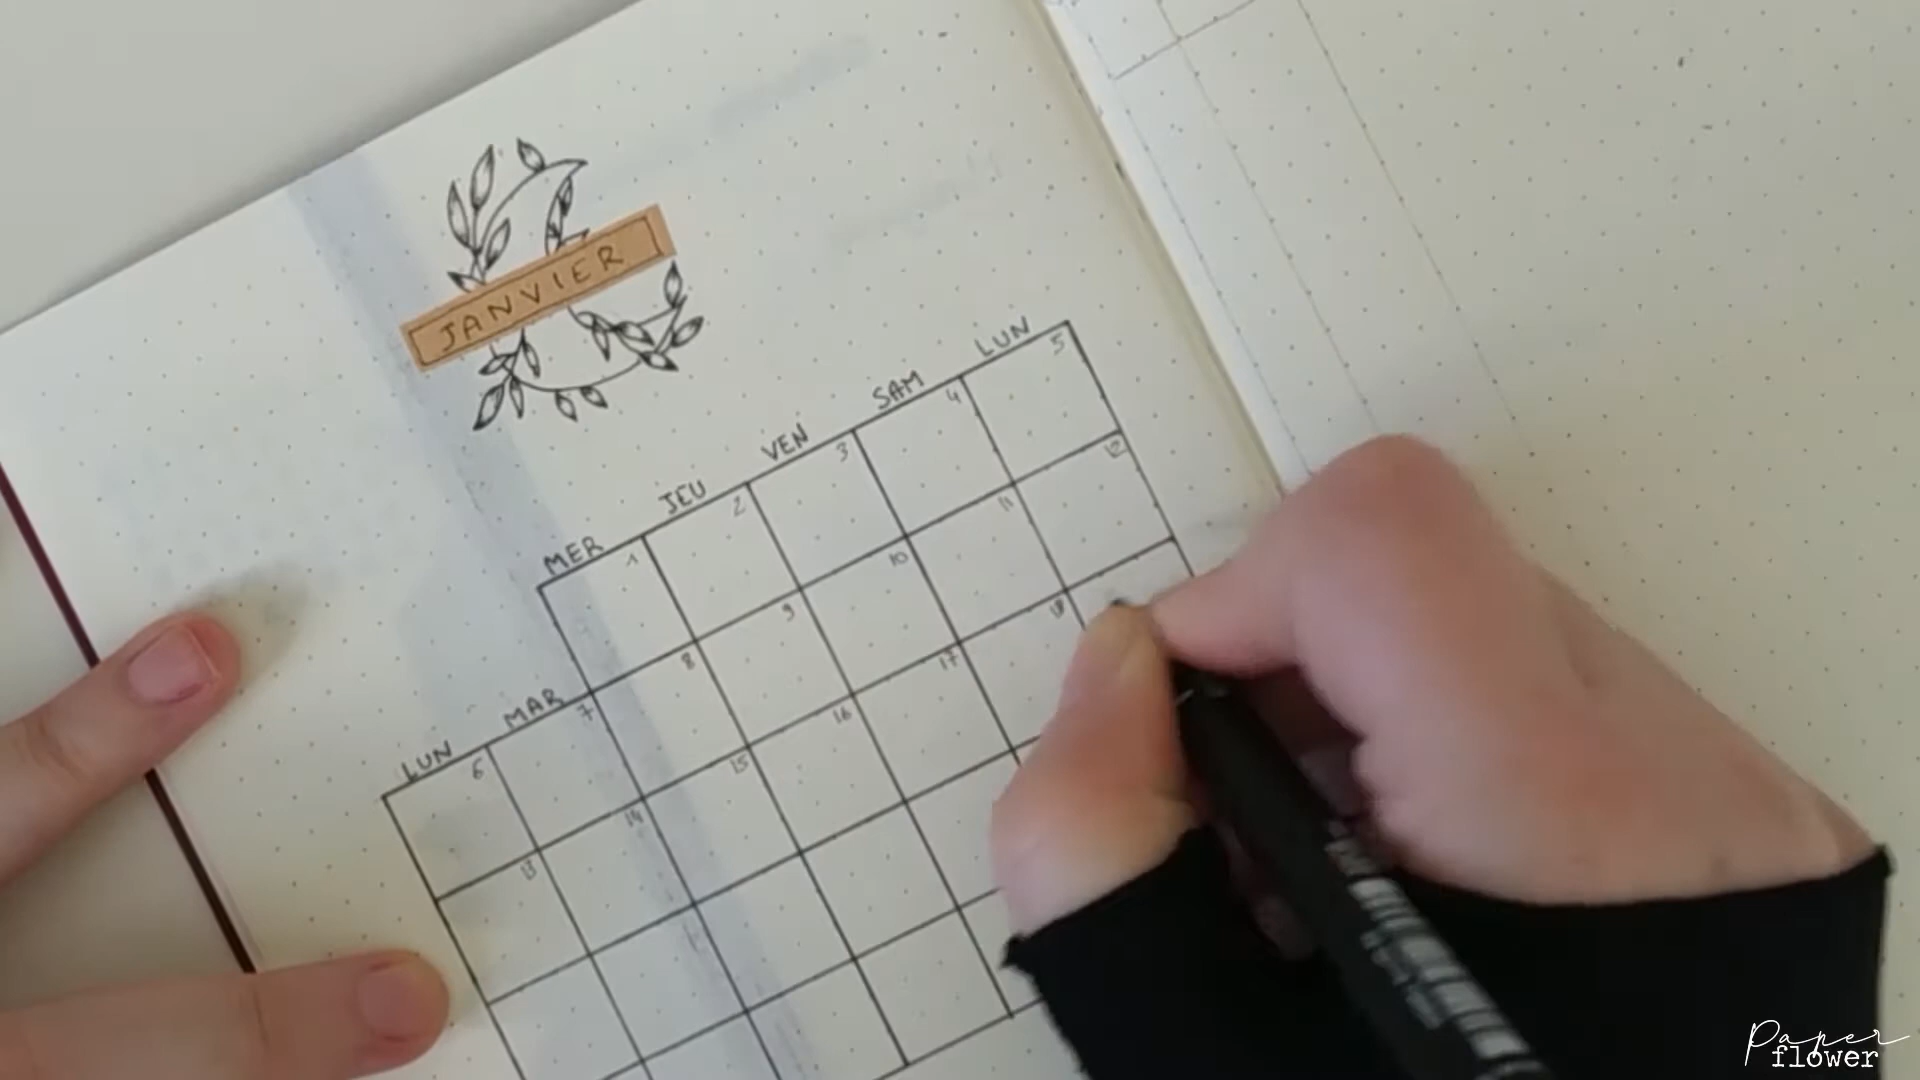 JANVIER
LUN MAR MER JEU VEN SAM LUN
1 2 3 4 5
6 7 8 9 10 11 12
13 14 15 16 17 18
Paper
flower